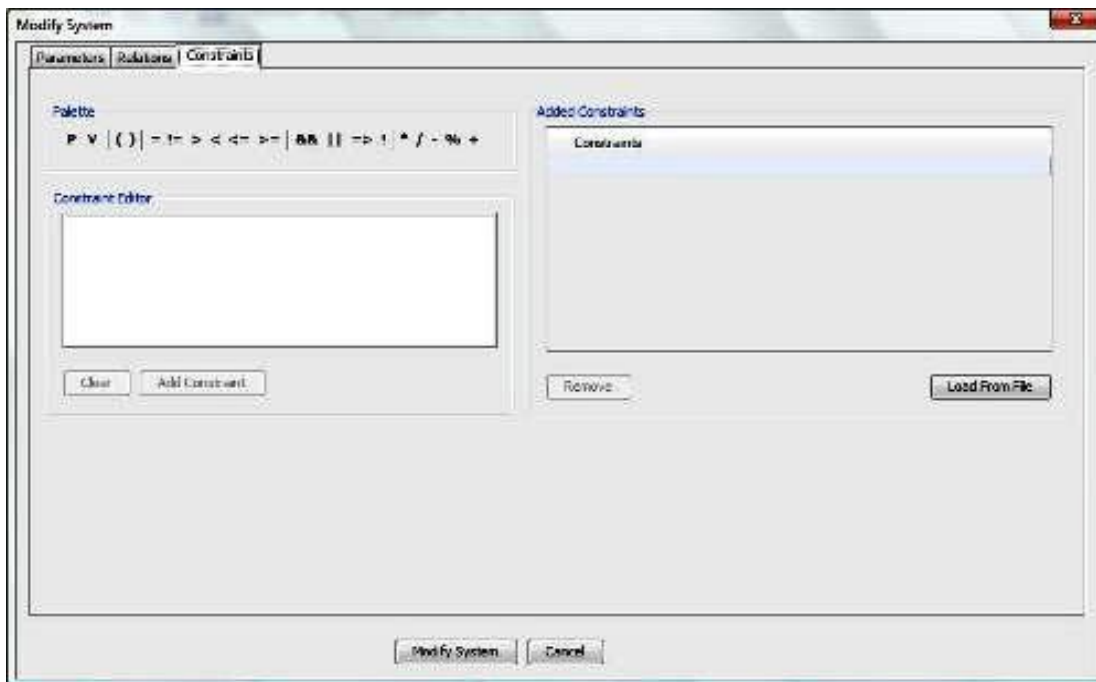 Modify System
Parameters Relations Constraints
Palette
P V ( ) = != > < <= >= && || => ! * / - % +
Constraint Editor
Clear Add Constraint
Added Constraints
Constraints
Remove Load From File
Modify System Cancel